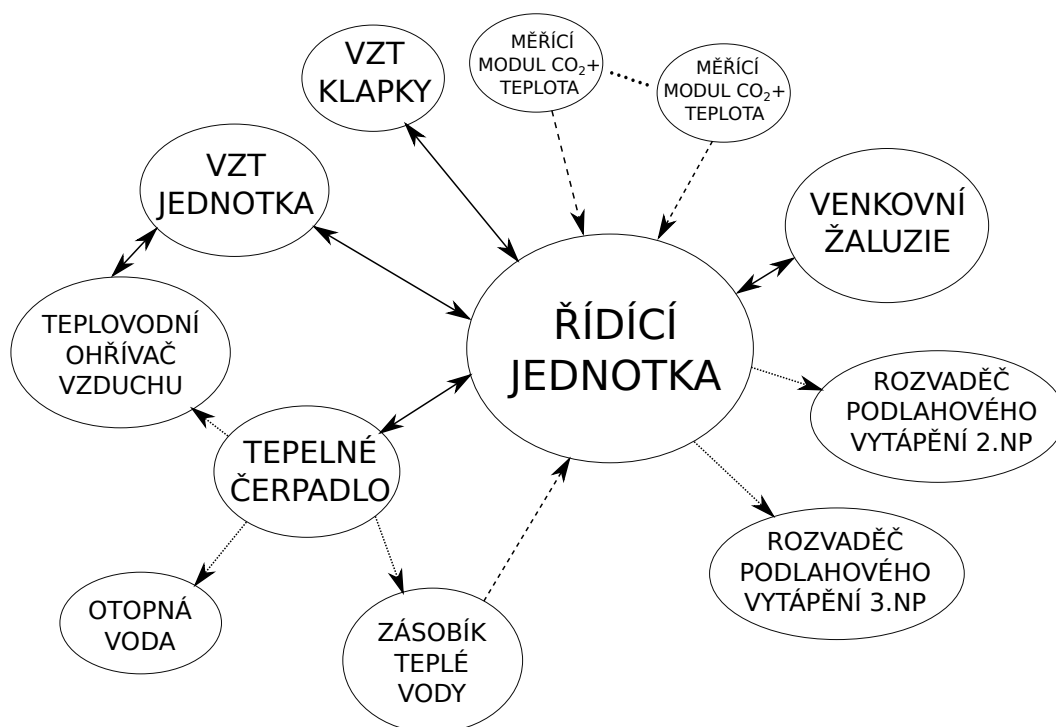 VZT
KLAPKY
MĚŘÍCÍ
MODUL CO₂+
TEPLOTA
MĚŘÍCÍ
MODUL CO₂+
TEPLOTA
VZT
JEDNOTKA
VENKOVNÍ
ŽALUZIE
ŘÍDÍCÍ
JEDNOTKA
TEPLOVODNÍ
OHŘÍVAČ
VZDUCHU
ROZVADĚČ
PODLAHOVÉHO
VYTÁPĚNÍ 2.NP
TEPELNÉ
ČERPADLO
ROZVADĚČ
PODLAHOVÉHO
VYTÁPĚNÍ 3.NP
OTOPNÁ
VODA
ZÁSOBÍK
TEPLÉ
VODY